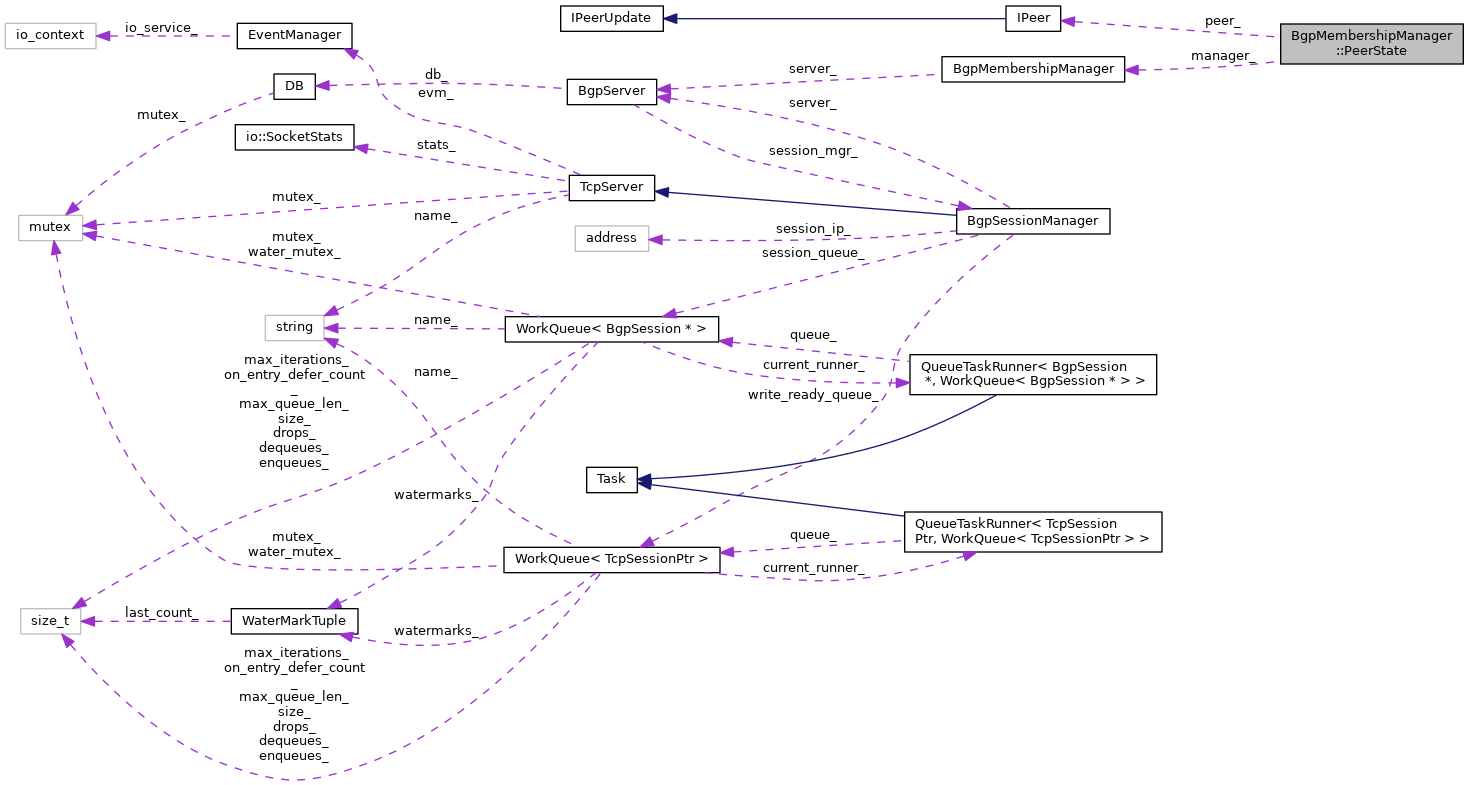 IPeerUpdate
IPeer
peer_
BgpMembershipManager
::PeerState
io_context
io_service_
EventManager
manager_
server_
BgpMembershipManager
db_
evm_
DB
BgpServer
server_
mutex_
io::SocketStats
stats_
session_mgr_
TcpServer
mutex_
name_
mutex
address
session_ip_
BgpSessionManager
mutex_
water_mutex_
session_queue_
string
name_
WorkQueue< BgpSession * >
queue_
max_iterations_
on_entry_defer_count
_
max_queue_len_
size_
drops_
dequeues_
enqueues_
name_
current_runner_
QueueTaskRunner< BgpSession
*, WorkQueue< BgpSession * > >
write_ready_queue_
Task
watermarks_
mutex_
water_mutex_
WorkQueue< TcpSessionPtr >
queue_
QueueTaskRunner< TcpSession
Ptr, WorkQueue< TcpSessionPtr > >
current_runner_
size_t
last_count_
WaterMarkTuple
watermarks_
max_iterations_
on_entry_defer_count
_
max_queue_len_
size_
drops_
dequeues_
enqueues_